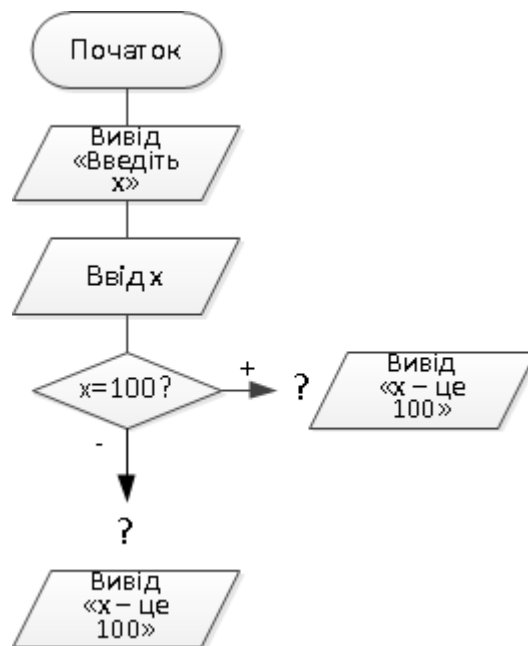 Початок
Вивід
«Введіть
x»
Ввід x
x=100?
+
?
Вивід
«x – це
100»
-
?
Вивід
«x – це
100»